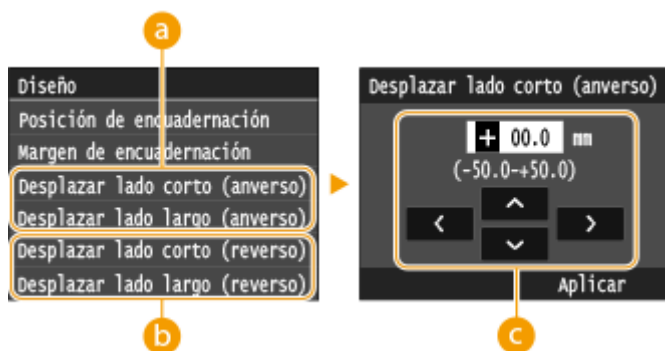 a
Diseño
Posición de encuadernación
Margen de encuadernación
Desplazar lado corto (anverso)
Desplazar lado largo (anverso)
Desplazar lado corto (reverso)
Desplazar lado largo (reverso)
b
Desplazar lado corto (anverso)
+ 00.0 mm
(-50.0-+50.0)
Aplicar
c